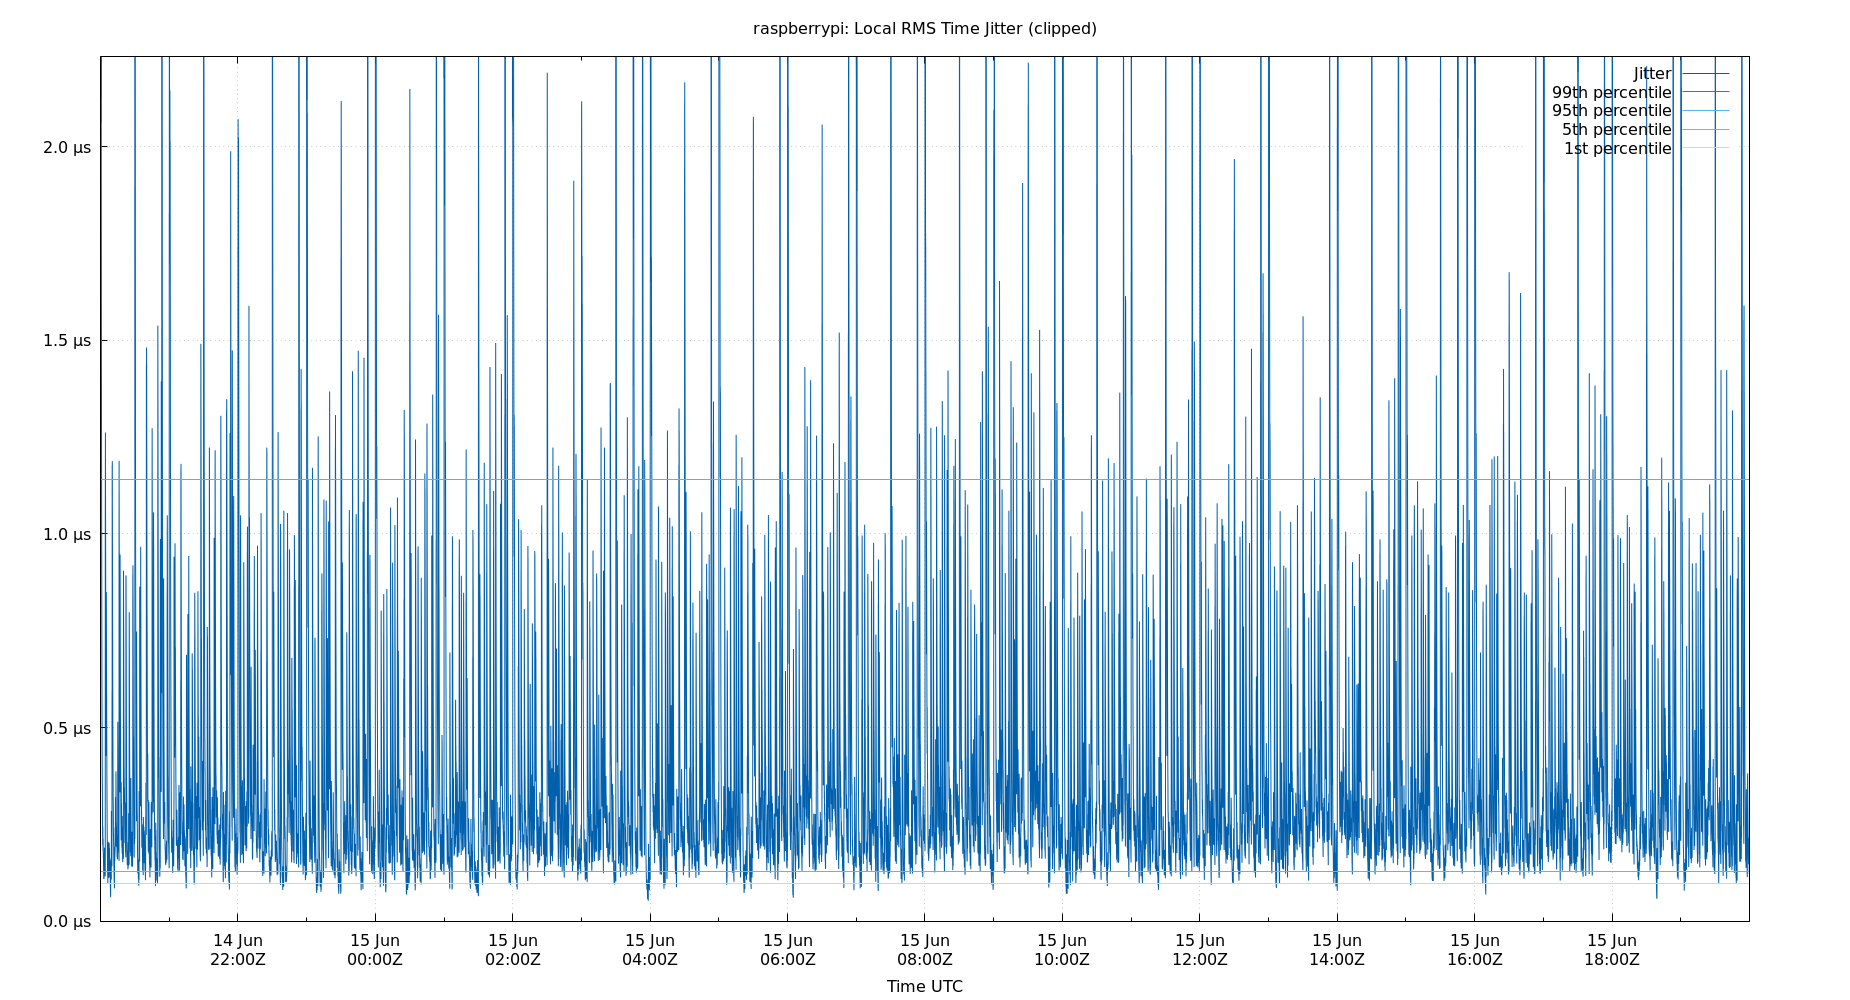 raspberrypi: Local RMS Time Jitter (clipped)
Jitter
99th percentile
95th percentile
5th percentile
1st percentile
2.0 µs
1.5 µs
1.0 µs
0.5 µs
0.0 µs
14 Jun 15 Jun 15 Jun 15 Jun 15 Jun 15 Jun 15 Jun 15 Jun 15 Jun 15 Jun 15 Jun
22:00Z 00:00Z 02:00Z 04:00Z 06:00Z 08:00Z 10:00Z 12:00Z 14:00Z 16:00Z 18:00Z
Time UTC